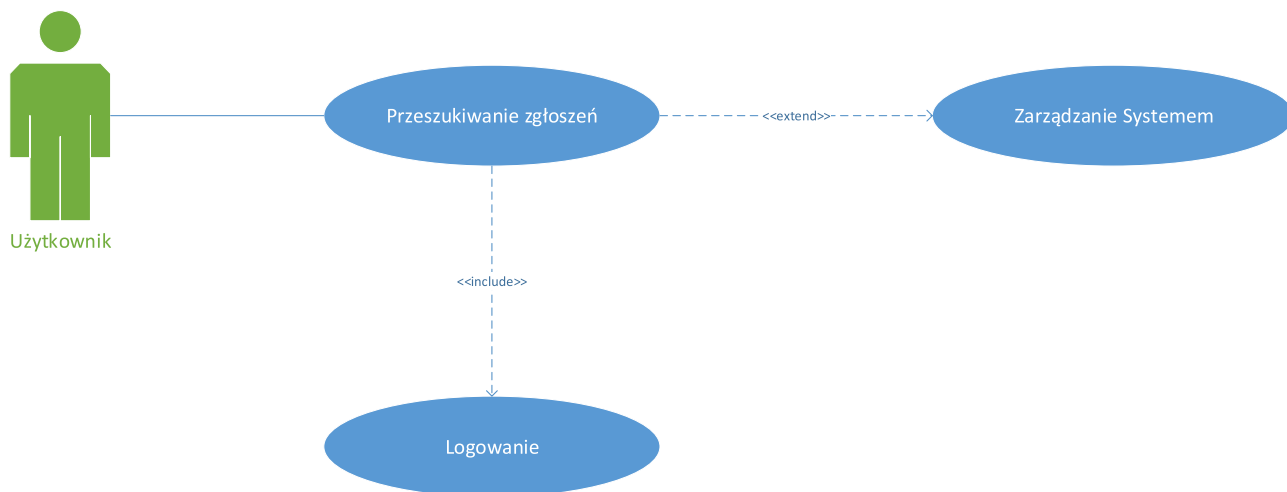 Przeszukiwanie zgłoszeń
<<extend>>
Zarządzanie Systemem
Użytkownik
<<include>>
Logowanie